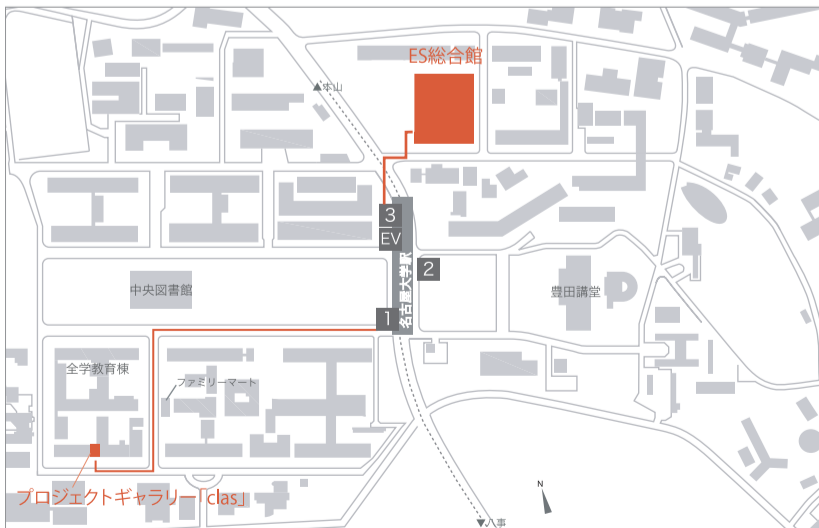 ES総合館
▲本山
3
EV
名古屋大学駅
2
中央図書館
豊田講堂
1
全学教育棟
ファミリーマート
プロジェクトギャラリー「clas」
N
▼八事